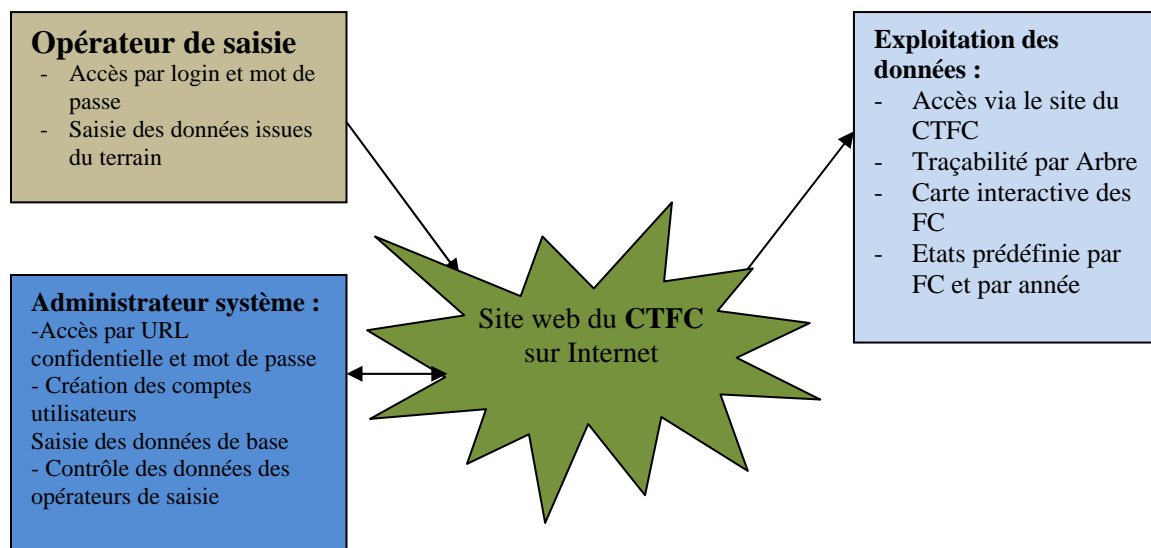 Opérateur de saisie
- Accès par login et mot de
passe
- Saisie des données issues
du terrain
Administrateur système :
-Accès par URL
confidentielle et mot de passe
- Création des comptes
utilisateurs
Saisie des données de base
- Contrôle des données des
opérateurs de saisie
Site web du CTFC
sur Internet
Exploitation des
données :
- Accès via le site du
CTFC
- Traçabilité par Arbre
- Carte interactive des
FC
- Etats prédéfinie par
FC et par année